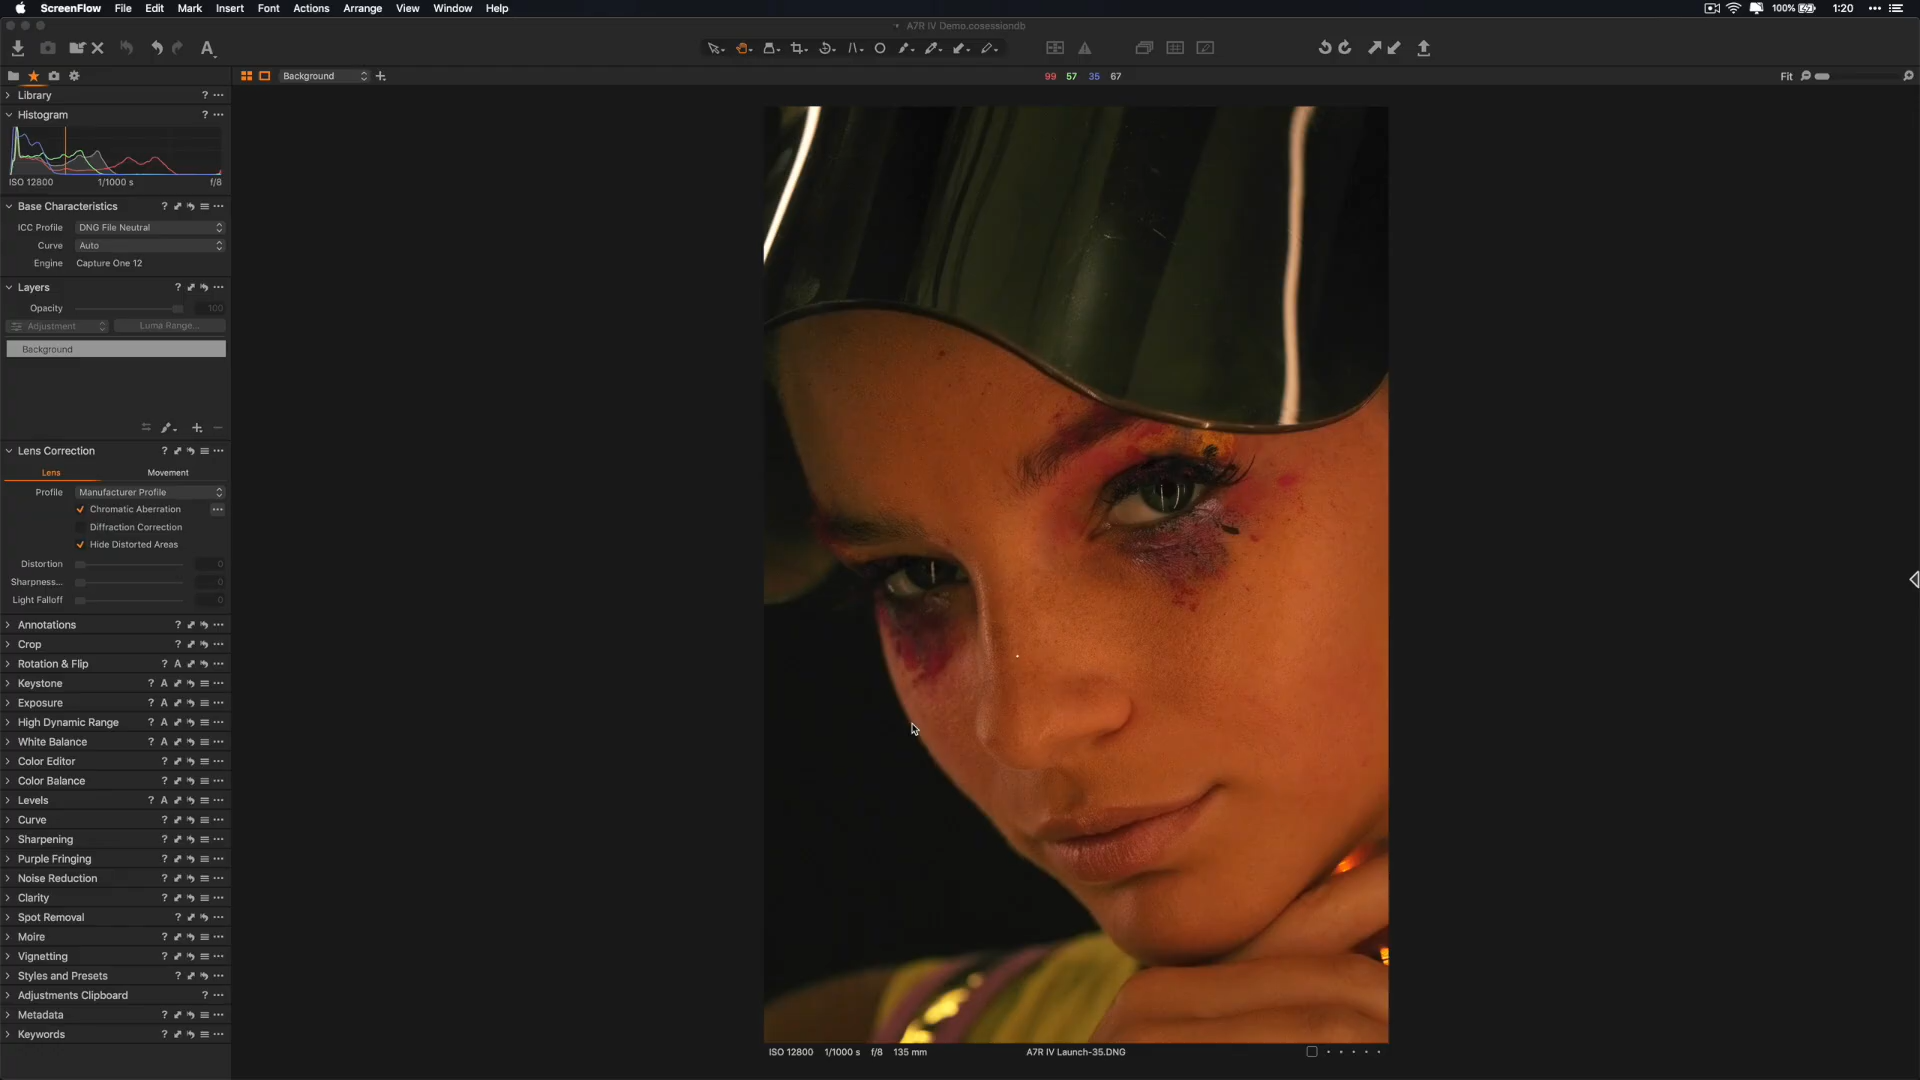 ScreenFlow File Edit Mark Insert Font Actions Arrange View Window Help 100% 1:20
A7R IV Demo.cosessiondb
Background 99 57 35 67 Fit
Library
Histogram
ISO 12800 1/1000 s f/8
Base Characteristics
ICC Profile DNG File Neutral
Curve Auto
Engine Capture One 12
Layers
Opacity 100
Adjustment Luma Range...
Background
Lens Correction
Lens Movement
Profile Manufacturer Profile
Chromatic Aberration
Diffraction Correction
Hide Distorted Areas
Distortion 0
Sharpness... 0
Light Falloff 0
Annotations
Crop
Rotation & Flip
Keystone
Exposure
High Dynamic Range
White Balance
Color Editor
Color Balance
Levels
Curve
Sharpening
Purple Fringing
Noise Reduction
Clarity
Spot Removal
Moire
Vignetting
Styles and Presets
Adjustments Clipboard
Metadata
Keywords
ISO 12800 1/1000 s f/8 135 mm A7R IV Launch-35.DNG